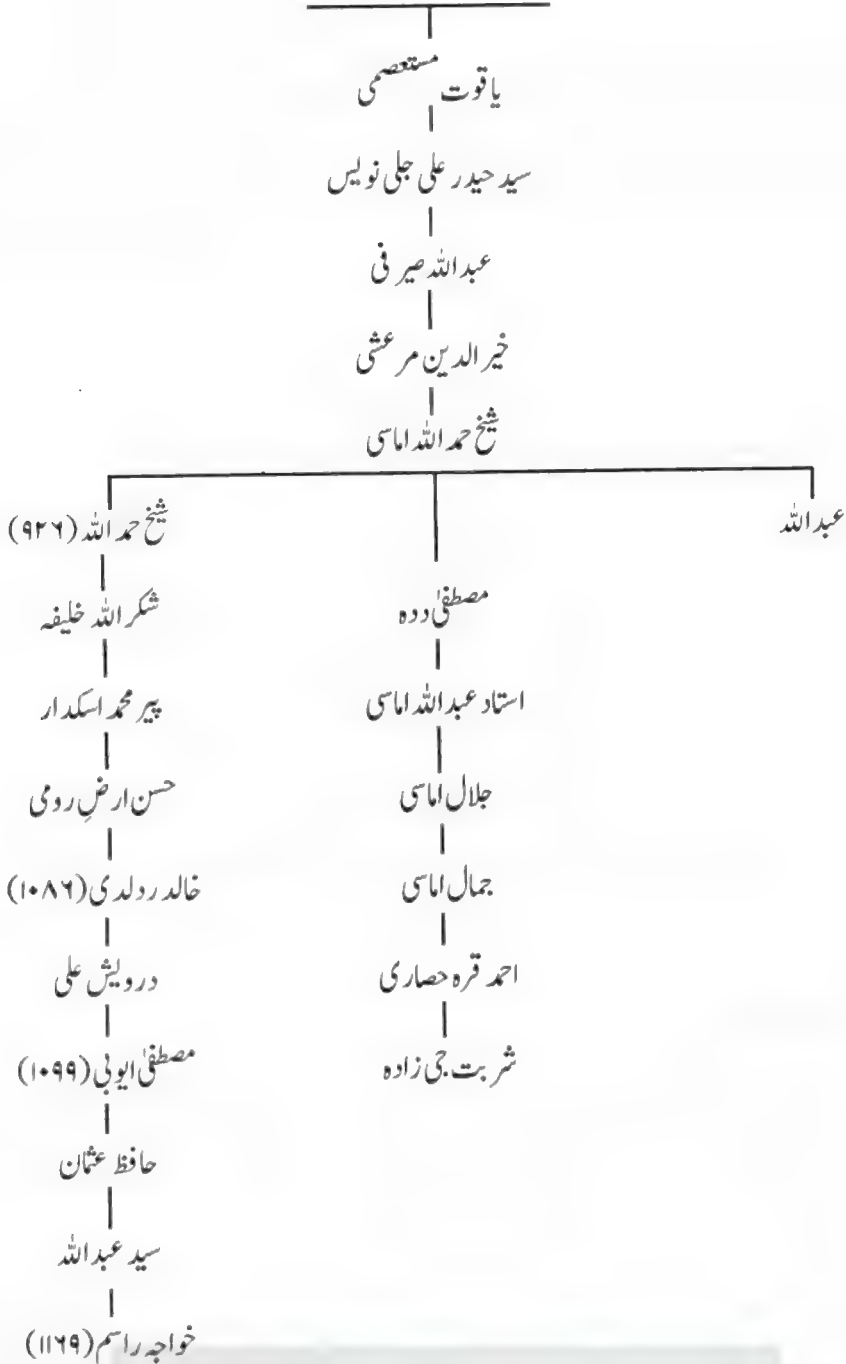 یاقوت مستعصمی
سید حیدر علی جلی نویس
عبداللہ صیرفی
خیرالدین مرعشی
شیخ حمد اللہ اماسی
عبداللہ
شیخ حمد اللہ (۹۲۶)
مصطفیٰ ددہ
شکر اللہ خلیفہ
استاد عبداللہ اماسی
پیر محمد اسکدار
جلال اماسی
حسن ارضِ رومی
جمال اماسی
خالد ردلدی (۱۰۸۶)
احمد قرہ حصاری
درویش علی
شربت جی زادہ
مصطفیٰ ایوبی (۱۰۹۹)
حافظ عثمان
سید عبداللہ
خواجہ راسم (۱۱۶۹)